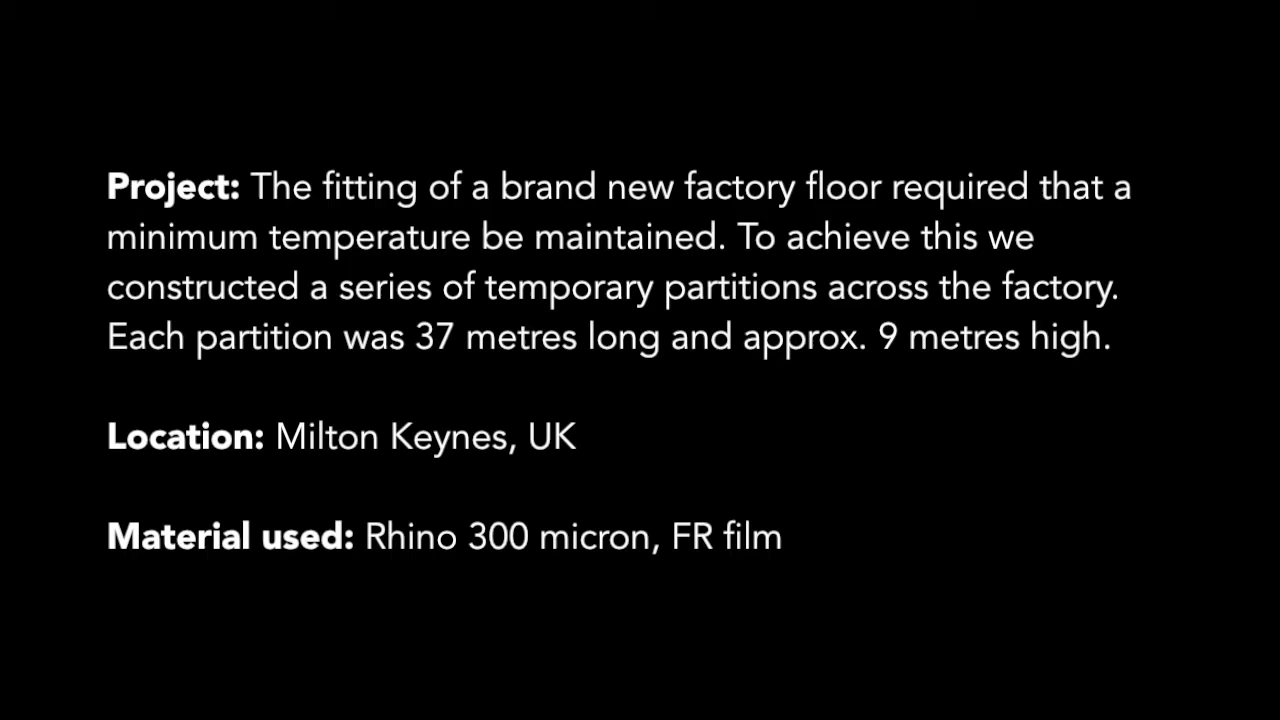 Project: The fitting of a brand new factory floor required that a
minimum temperature be maintained. To achieve this we
constructed a series of temporary partitions across the factory.
Each partition was 37 metres long and approx. 9 metres high.
Location: Milton Keynes, UK
Material used: Rhino 300 micron, FR film